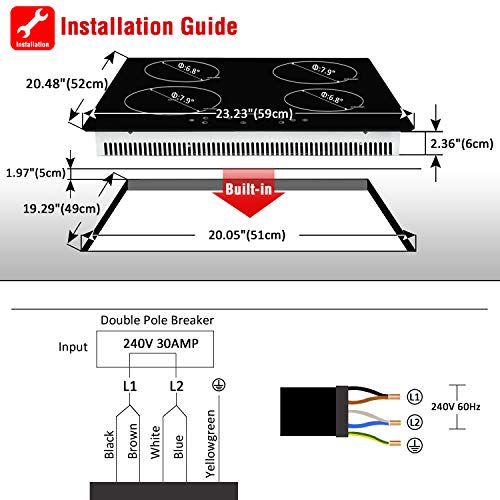 Installation Guide
Installation
20.48"(52cm)
Φ:6.8"
Φ:7.9"
Φ:7.9"
Φ:6.8"
23.23"(59cm)
2.36"(6cm)
1.97"(5cm)
Built-in
19.29"(49cm)
20.05"(51cm)
Double Pole Breaker
Input
240V 30AMP
L1
L2
Black
Brown
White
Blue
Yellowgreen
L1
L2
240V 60Hz